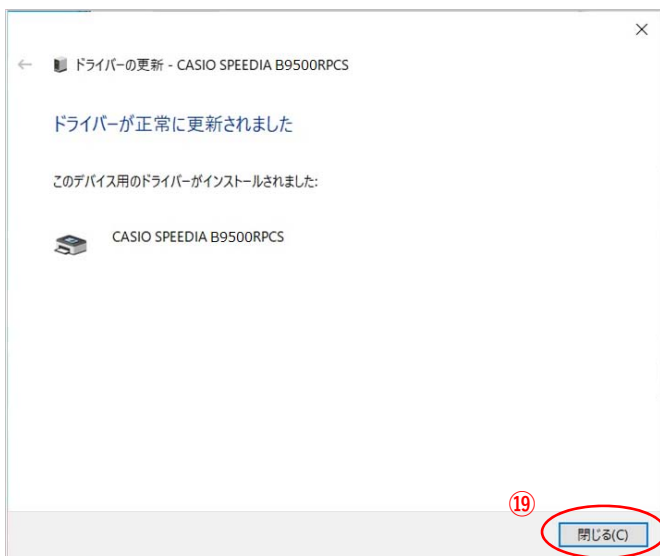 ドライバーの更新 - CASIO SPEEDIA B9500RPCS
ドライバーが正常に更新されました
このデバイス用のドライバーがインストールされました:
CASIO SPEEDIA B9500RPCS
⑲
閉じる(C)